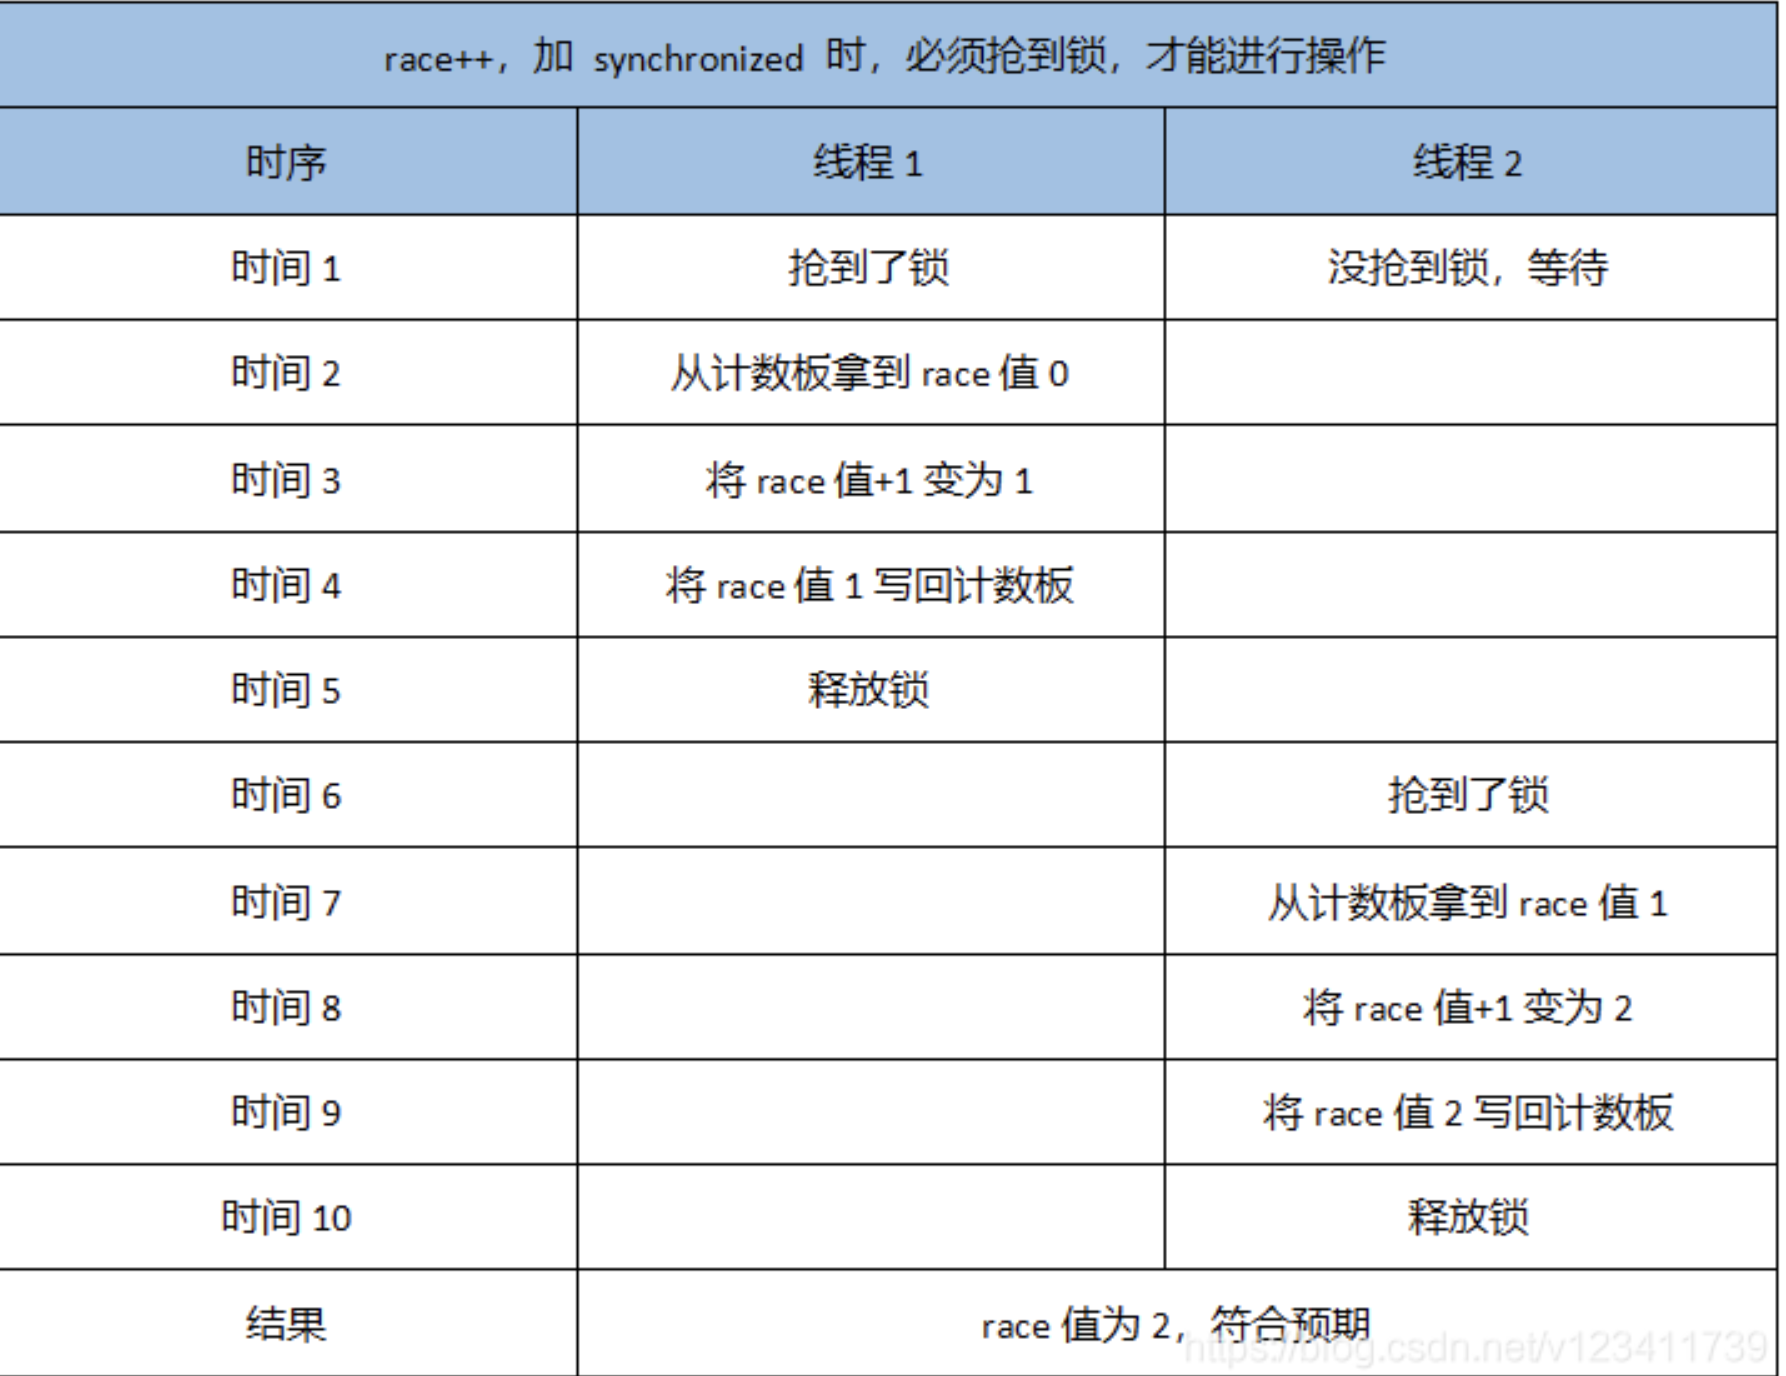 race++，加 synchronized 时，必须抢到锁，才能进行操作
时序 线程 1 线程 2
时间 1 抢到了锁 没抢到锁，等待
时间 2 从计数板拿到 race 值 0
时间 3 将 race 值+1 变为 1
时间 4 将 race 值 1 写回计数板
时间 5 释放锁
时间 6 抢到了锁
时间 7 从计数板拿到 race 值 1
时间 8 将 race 值+1 变为 2
时间 9 将 race 值 2 写回计数板
时间 10 释放锁
结果 race 值为 2，符合预期
https://blog.csdn.net/v123411739